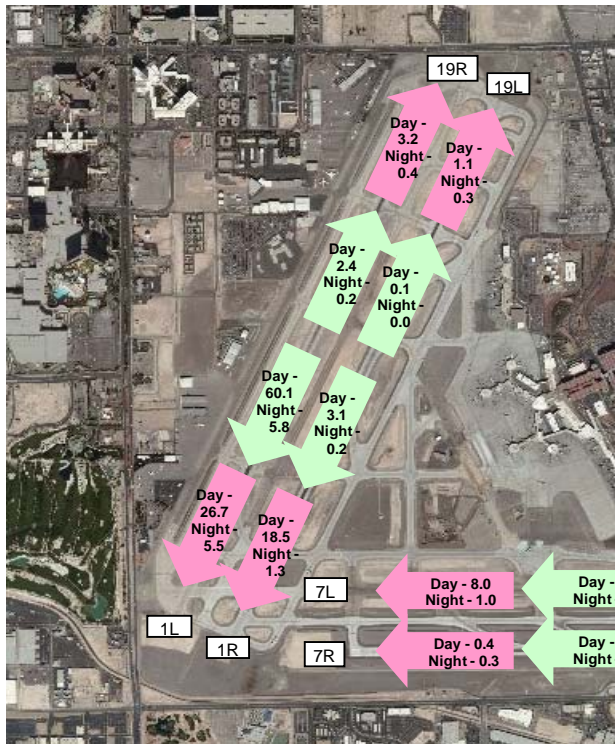 19R
19L
Day -
3.2
Night -
0.4
Day -
1.1
Night -
0.3
Day -
2.4
Night -
0.2
Day -
0.1
Night -
0.0
Day -
60.1
Night -
5.8
Day -
3.1
Night -
0.2
Day -
26.7
Night -
5.5
Day -
18.5
Night -
1.3
7L
Day - 8.0
Night - 1.0
Day -
Night
1L
1R
7R
Day - 0.4
Night - 0.3
Day -
Night